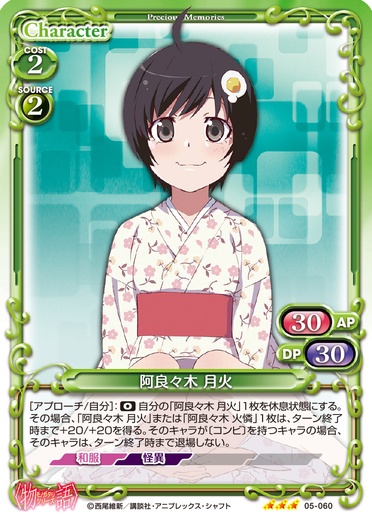 Precious Memories
Character
COST
2
SOURCE
2
30 AP
DP 30
阿良々木 月火
[アプローチ/自分]:自分の「阿良々木 月火」1枚を休息状態にする。
その場合、「阿良々木 月火」または「阿良々木 火憐」1枚は、ターン終了
時まで+20/+20を得る。そのキャラが〔コンビ〕を持つキャラの場合、
そのキャラは、ターン終了時まで退場しない。
和服 怪異
物語
©西尾維新/講談社・アニプレックス・シャフト
05-060